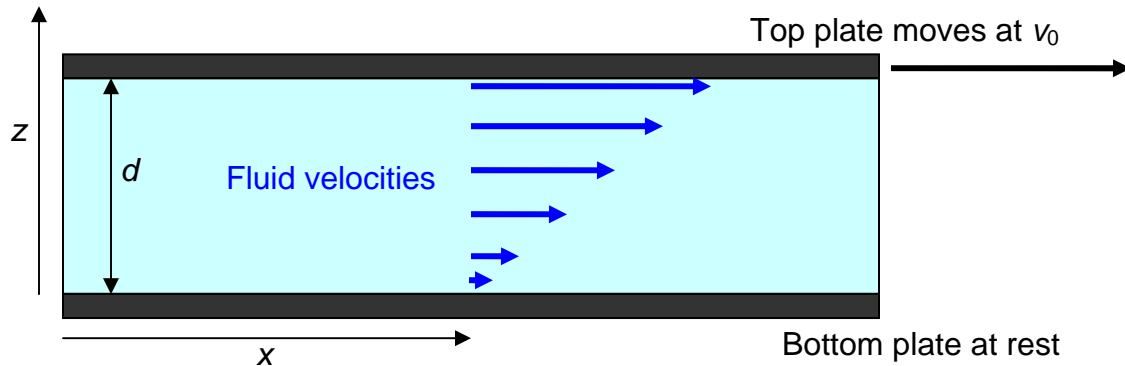 Top plate moves at v0
z
d
Fluid velocities
x
Bottom plate at rest